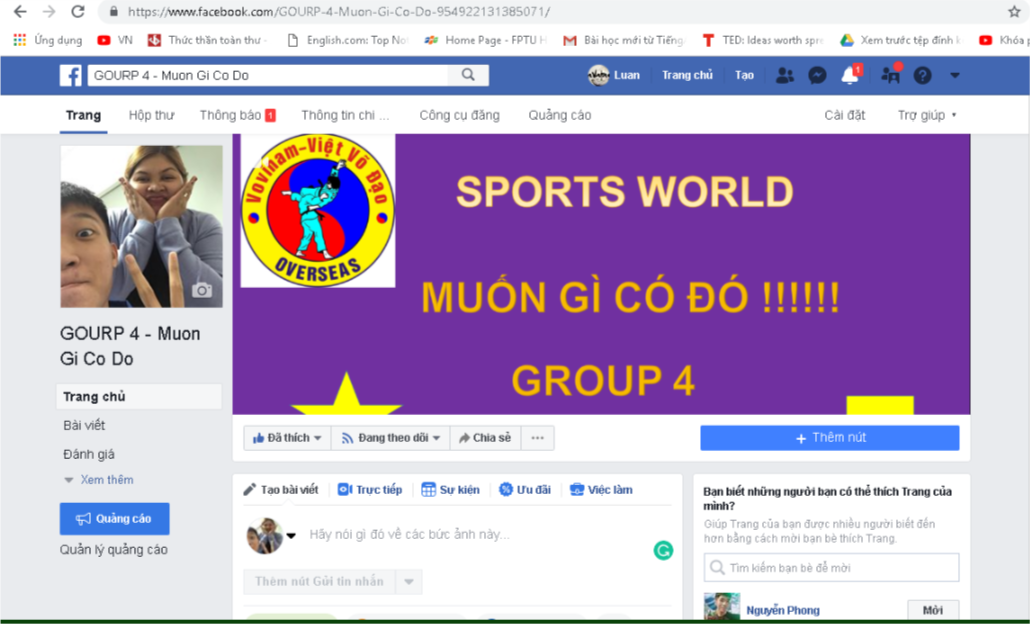 https://www.facebook.com/GOURP-4-Muon-Gi-Co-Do-954922131385071/
Ứng dụng VN Thức thần toàn thư - English.com: Top No Home Page - FPTU H Bài học mới từ Tiếng TED: Ideas worth spre Xem trước tệp đính k Khóa
GOURP 4 - Muon Gi Co Do Luan Trang chủ Tạo 1
Trang Hộp thư Thông báo 1 Thông tin chi ... Công cụ đăng Quảng cáo Cài đặt Trợ giúp
Vovinam-Việt Võ Đạo
OVERSEAS
SPORTS WORLD
MUỐN GÌ CÓ ĐÓ !!!!!!
GROUP 4
GOURP 4 - Muon
Gi Co Do
Trang chủ
Bài viết
Đánh giá
Xem thêm
Quảng cáo
Quản lý quảng cáo
Đã thích Đang theo dõi Chia sẻ ... + Thêm nút
Tạo bài viết Trực tiếp Sự kiện Ưu đãi Việc làm
Hãy nói gì đó về các bức ảnh này...
Thêm nút Gửi tin nhắn
Bạn biết những người bạn có thể thích Trang của
mình?
Giúp Trang của bạn được nhiều người biết đến
hơn bằng cách mời bạn bè thích Trang.
Tìm kiếm bạn bè để mời
Nguyễn Phong Mời